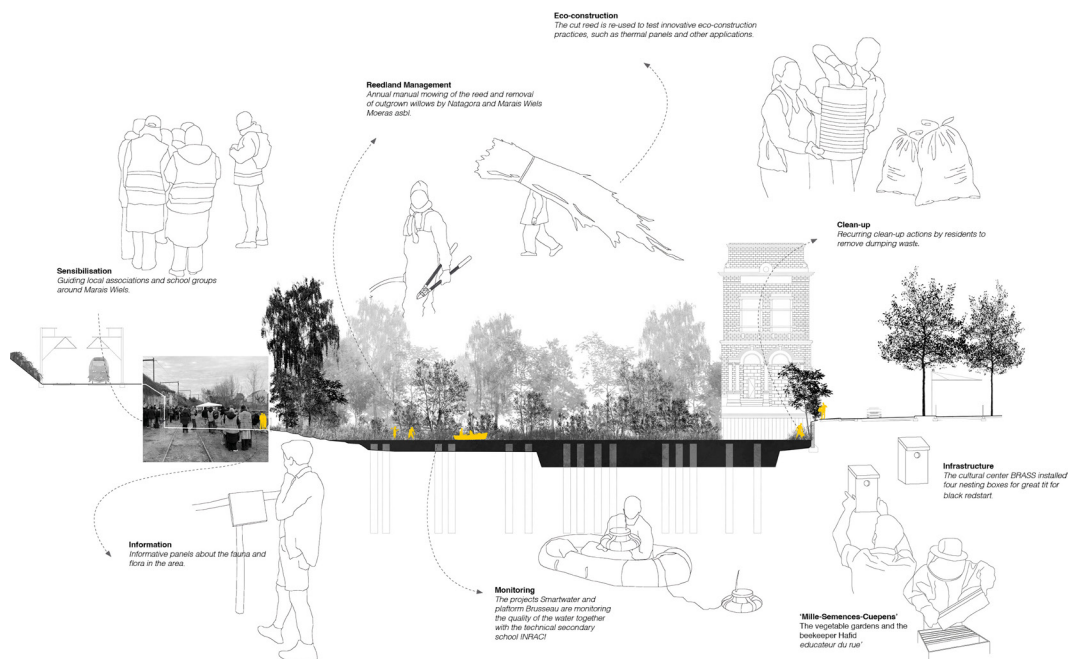 Eco-construction
The cut reed is re-used to test innovative eco-construction
practices, such as thermal panels and other applications.
Reedland Management
Annual manual mowing of the reed and removal
of outgrown willows by Natagora and Marais Wiels
Moeras asbl.
Clean-up
Recurring clean-up actions by residents to
remove dumping waste.
Sensibilisation
Guiding local associations and school groups
around Marais Wiels.
Infrastructure
The cultural center BRASS installed
four nesting boxes for great tit for
black redstart.
Information
Informative panels about the fauna and
flora in the area.
Monitoring
The projects Smartwater and
plaftorm Brusseau are monitoring
the quality of the water together
with the technical secondary
school INRACI
‘Mille-Semences-Cuepens’
The vegetable gardens and the
beekeeper Hafid
educateur du rue’